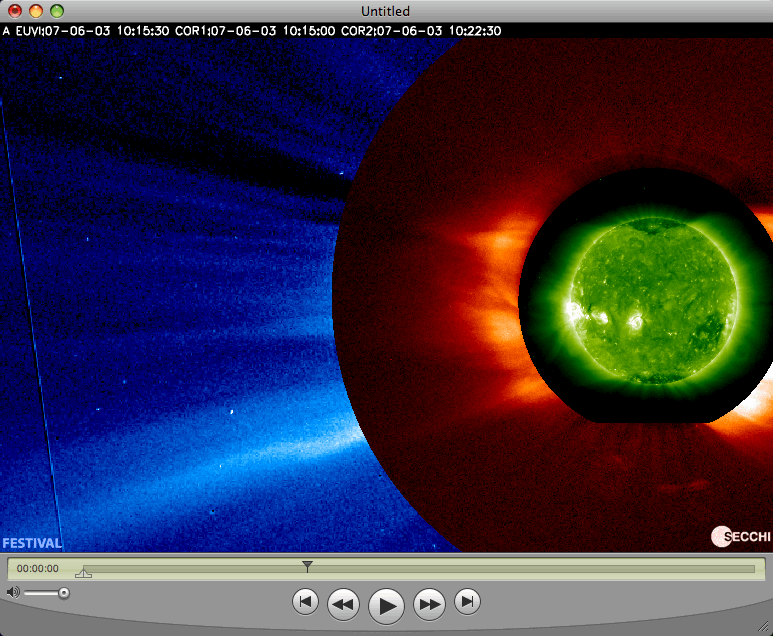 Untitled
A EUVI;07-06-03 10:15:30 COR1;07-06-03 10:15:00 COR2;07-06-03 10:22:30
FESTIVAL
SECCHI
00:00:00